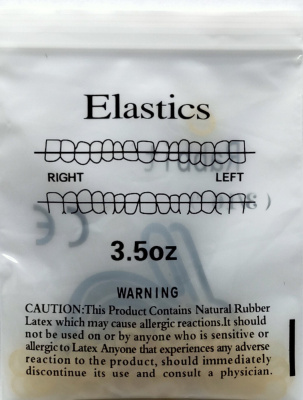 Elastics
RIGHT LEFT
3.5oz
WARNING
CAUTION:This Product Contains Natural Rubber
Latex which may cause allergic reactions.It should
not be used on or by anyone who is sensitive or
allergic to Latex Anyone that experiences any adverse
reaction to the product, should immediately
discontinue its use and consult a physician.